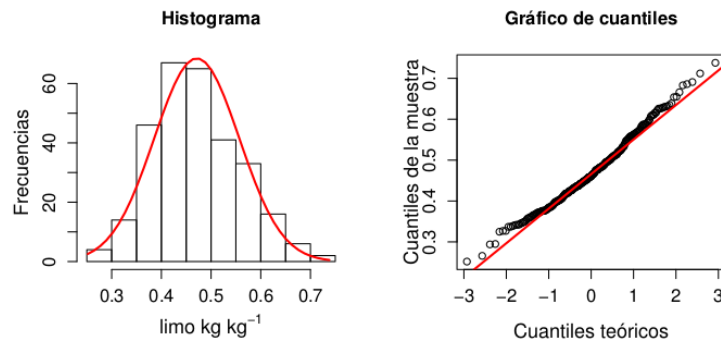 Histograma
Frecuencias
0 20 40 60
0.3 0.4 0.5 0.6 0.7
limo kg kg⁻¹
Gráfico de cuantiles
Cuantiles de la muestra
0.3 0.4 0.5 0.6 0.7
−3 −2 −1 0 1 2 3
Cuantiles teóricos